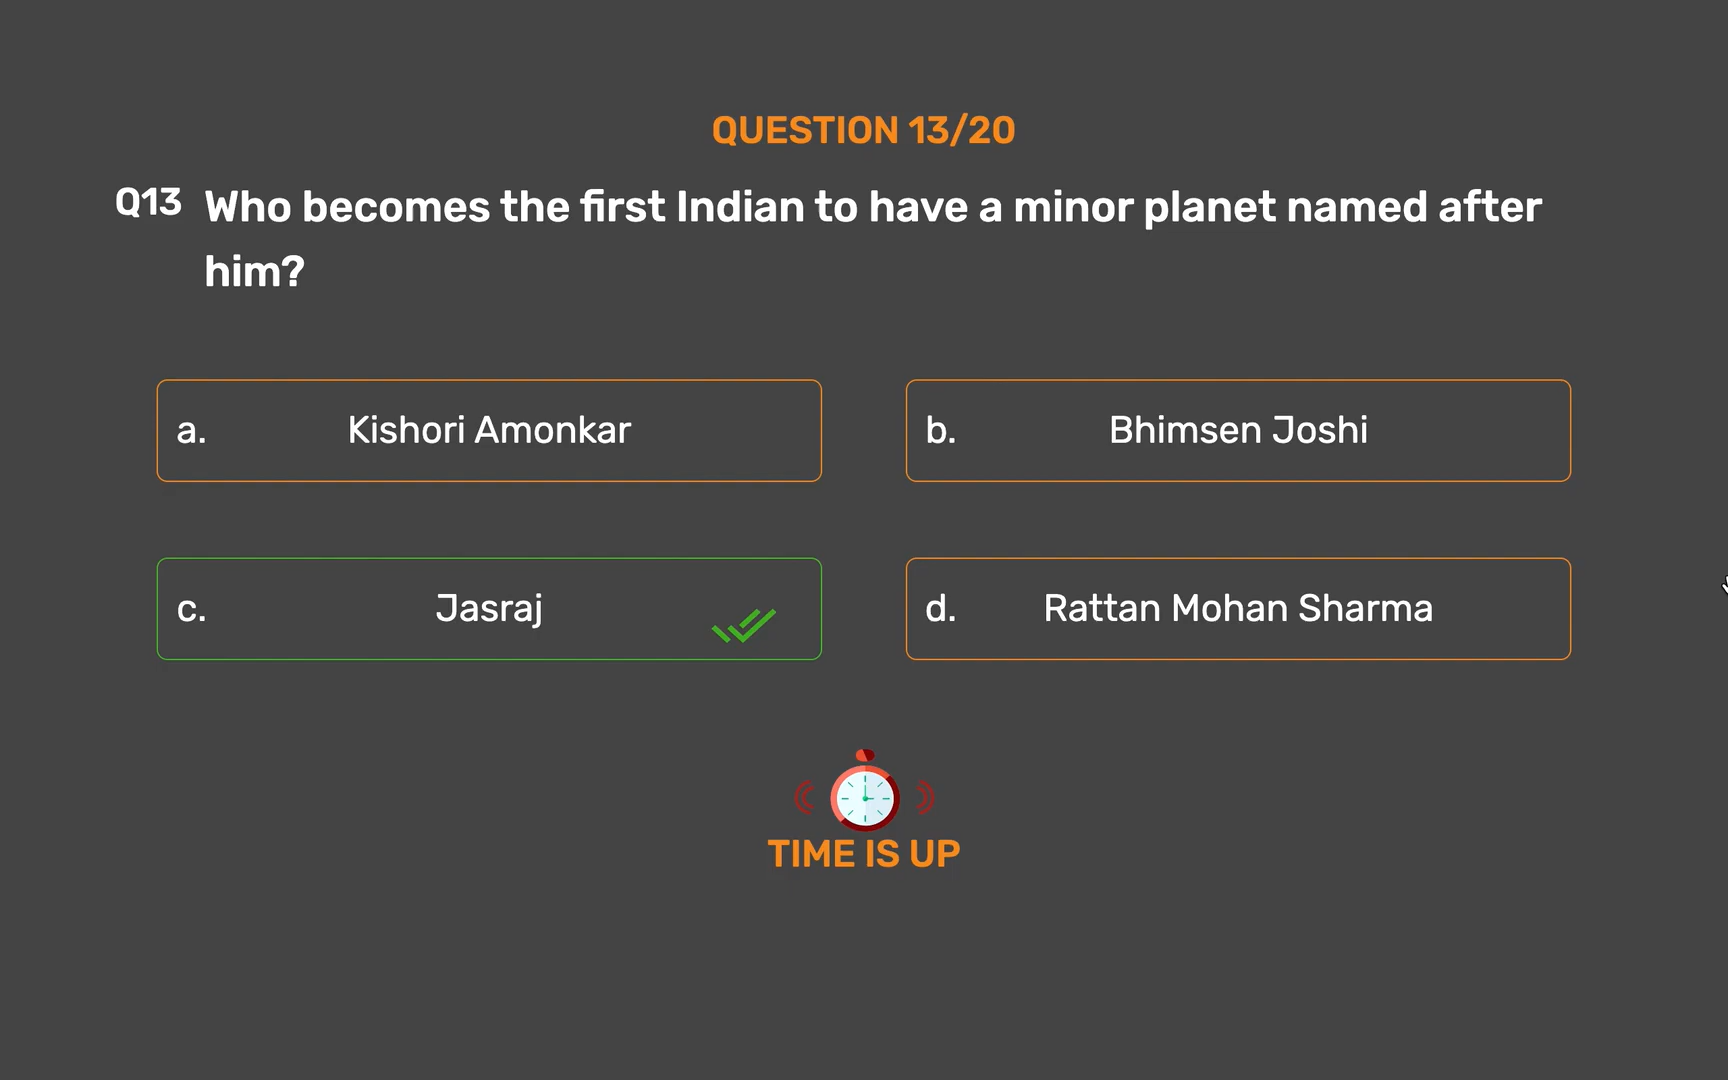 QUESTION 13/20
Q13 Who becomes the first Indian to have a minor planet named after
him?
a. Kishori Amonkar
b. Bhimsen Joshi
c. Jasraj
d. Rattan Mohan Sharma
TIME IS UP